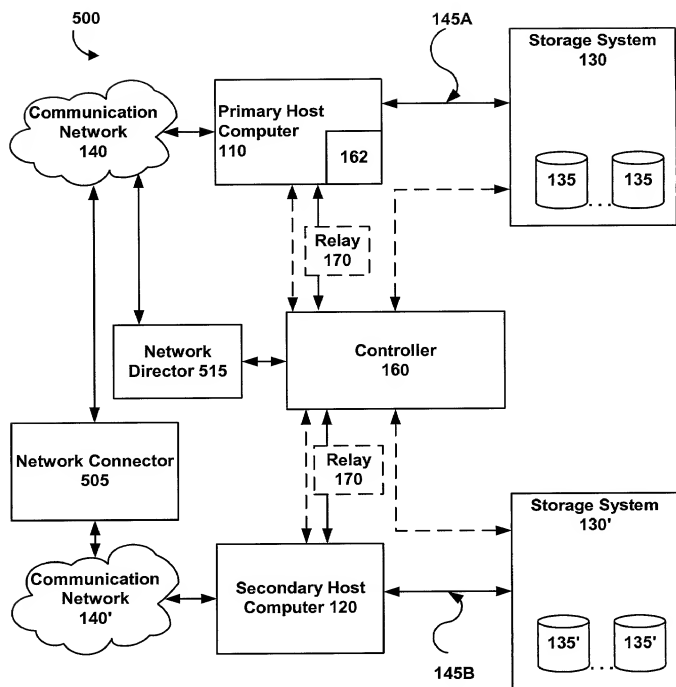 500
145A
Storage System
130
Communication
Network
140
Primary Host
Computer
110
162
135
135
...
Relay
170
Network
Director 515
Controller
160
Network Connector
505
Relay
170
Storage System
130'
Communication
Network
140'
Secondary Host
Computer 120
135'
135'
...
145B